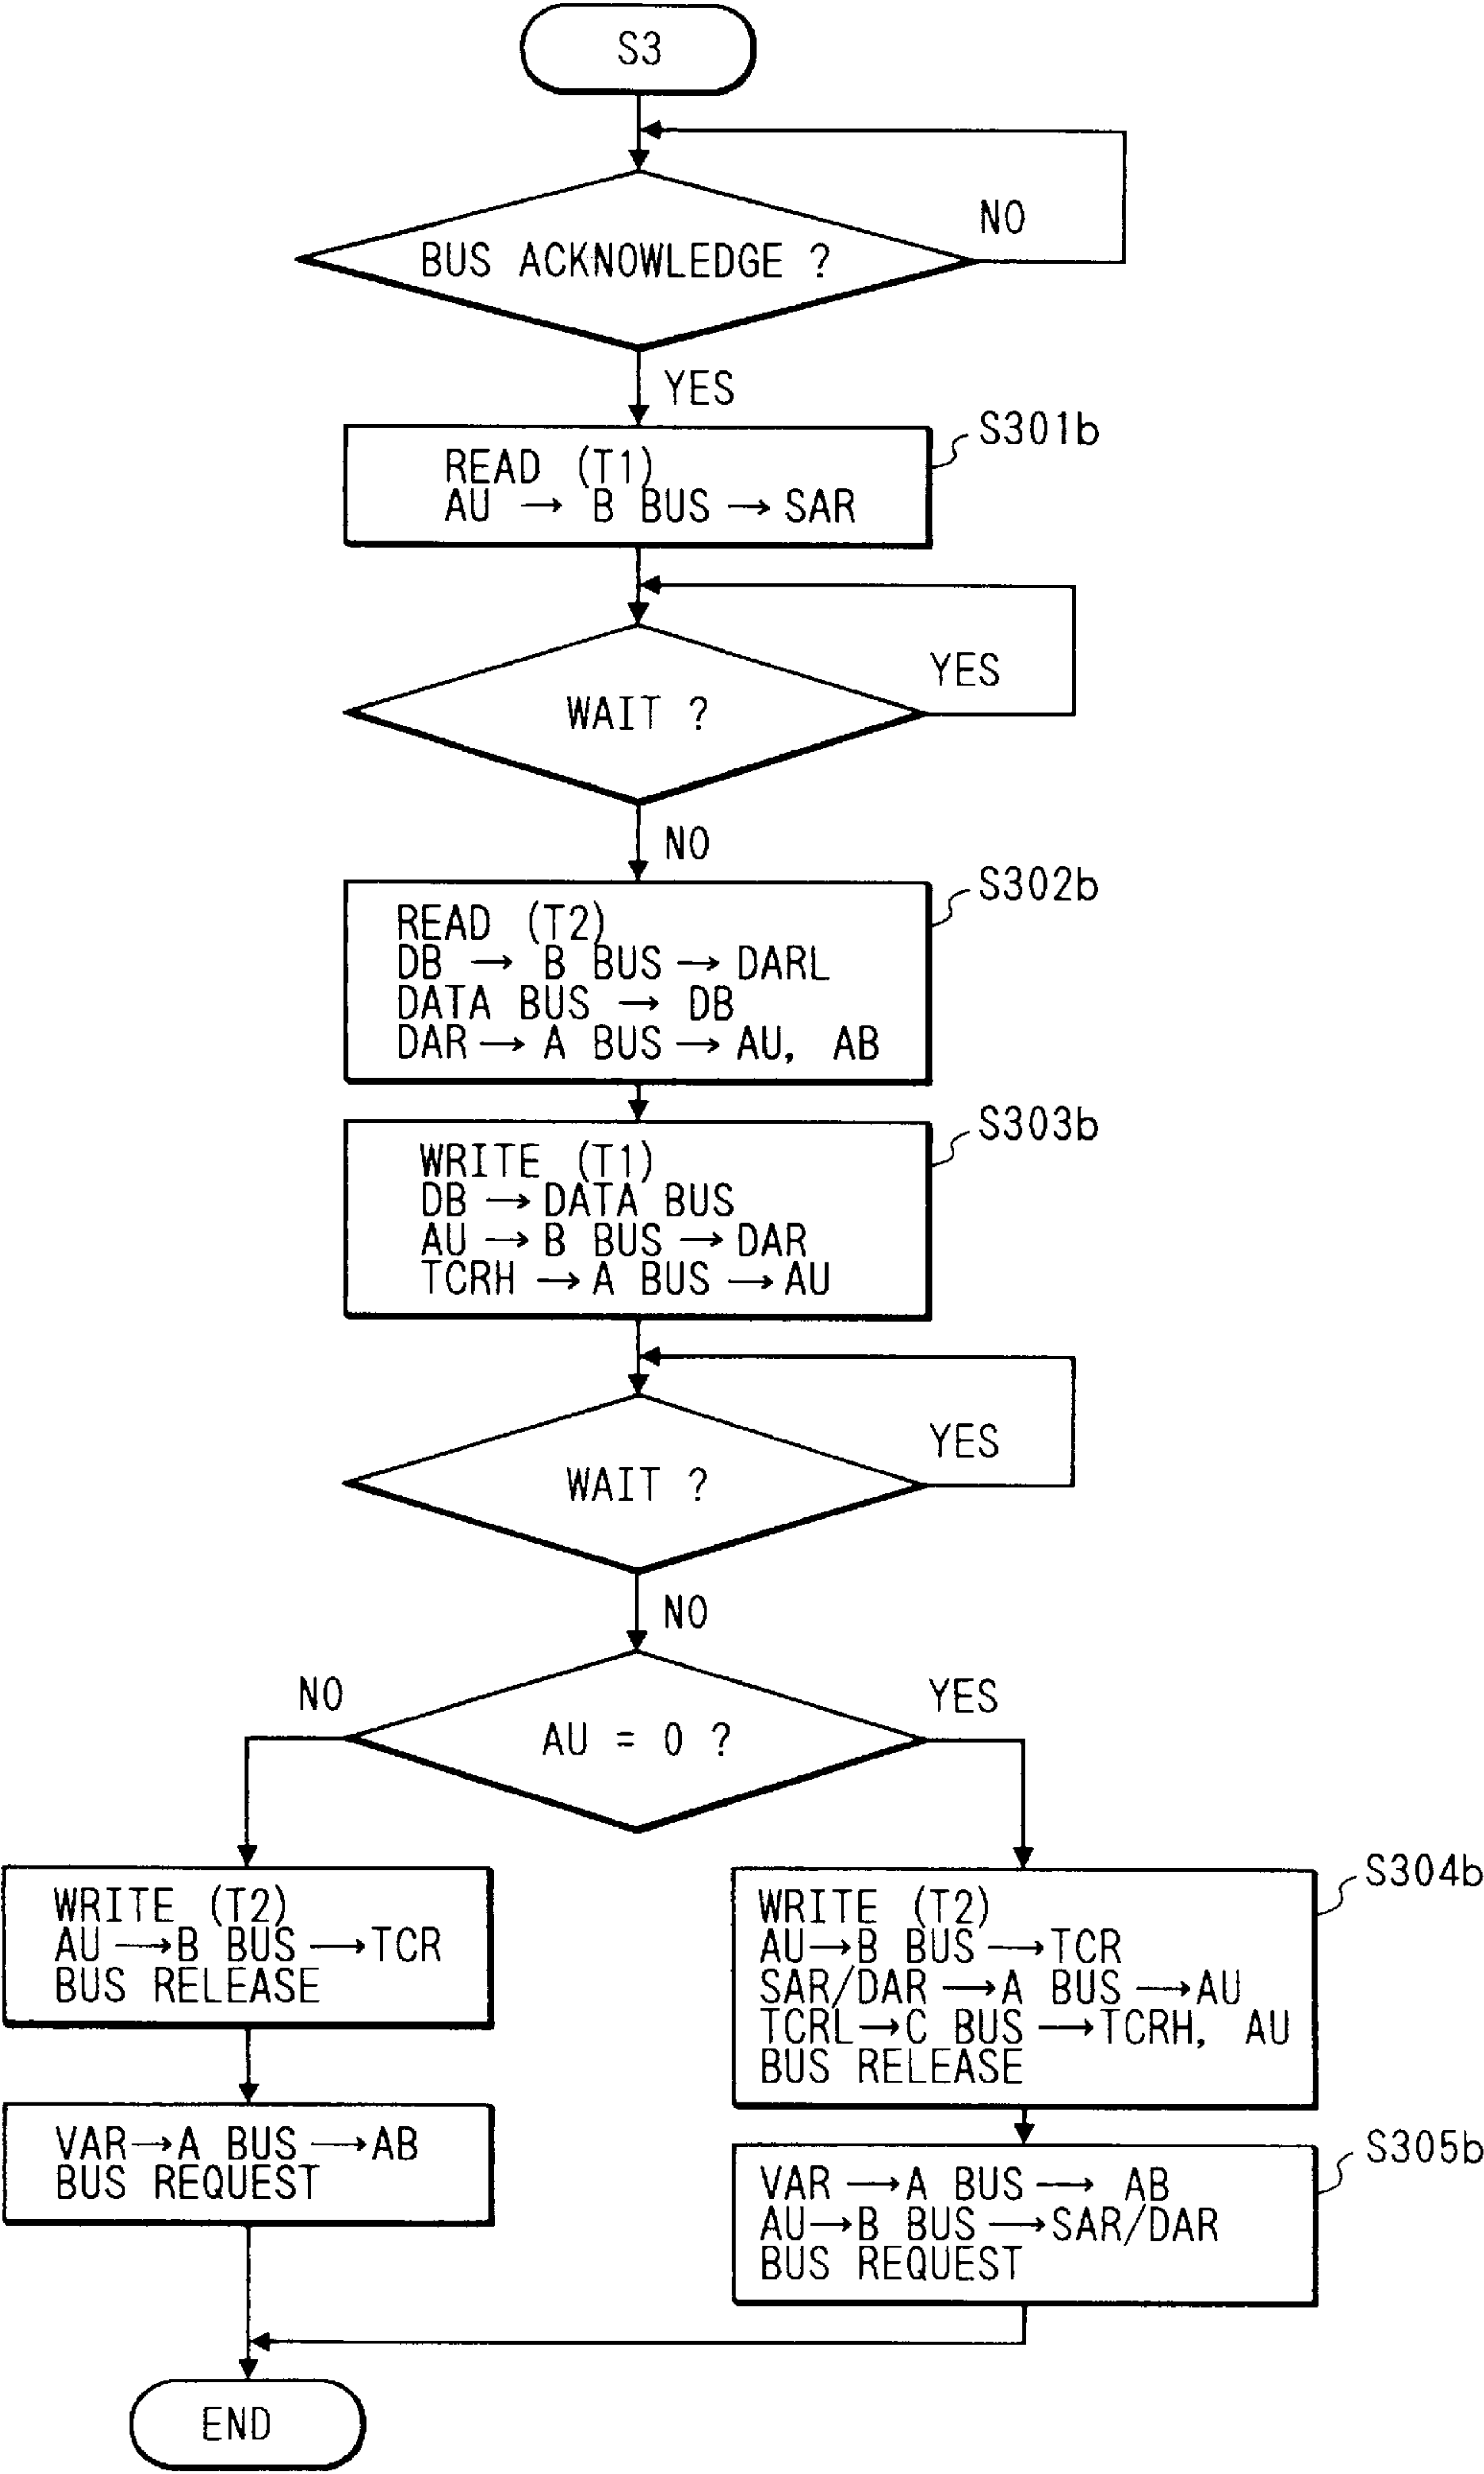 S3
BUS ACKNOWLEDGE ?
NO
YES
S301b
READ (T1)
AU → B BUS → SAR
WAIT ?
YES
NO
S302b
READ (T2)
DB → B BUS → DARL
DATA BUS → DB
DAR → A BUS → AU, AB
S303b
WRITE (T1)
DB → DATA BUS
AU → B BUS → DAR
TCRH → A BUS → AU
WAIT ?
YES
NO
AU = 0 ?
NO
YES
WRITE (T2)
AU → B BUS → TCR
BUS RELEASE
VAR → A BUS → AB
BUS REQUEST
S304b
WRITE (T2)
AU → B BUS → TCR
SAR/DAR → A BUS → AU
TCRL → C BUS → TCRH, AU
BUS RELEASE
S305b
VAR → A BUS → AB
AU → B BUS → SAR/DAR
BUS REQUEST
END